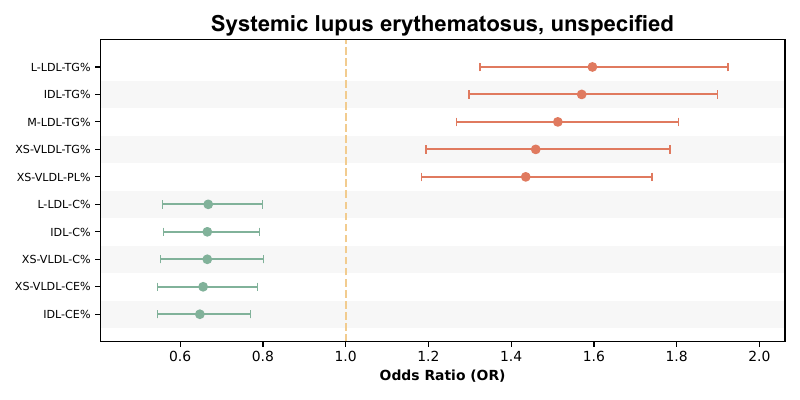 Systemic lupus erythematosus, unspecified
L-LDL-TG%
IDL-TG%
M-LDL-TG%
XS-VLDL-TG%
XS-VLDL-PL%
L-LDL-C%
IDL-C%
XS-VLDL-C%
XS-VLDL-CE%
IDL-CE%
0.6 0.8 1.0 1.2 1.4 1.6 1.8 2.0
Odds Ratio (OR)